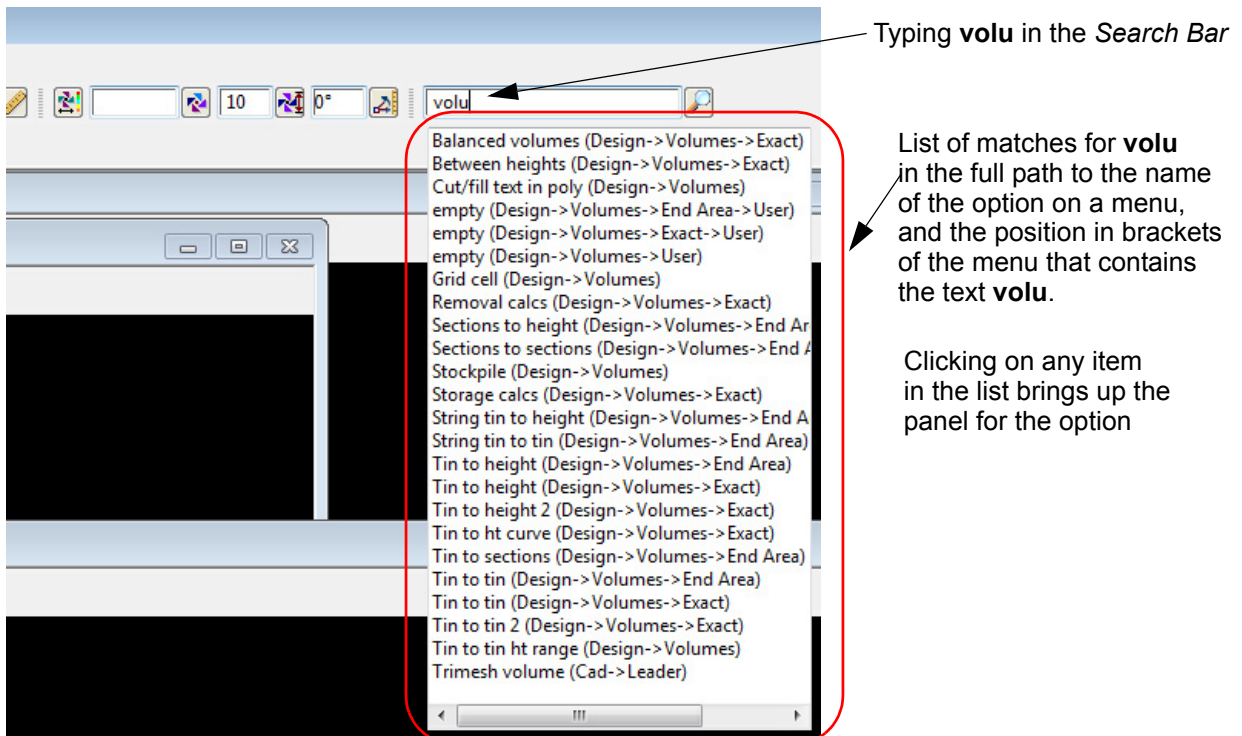 Typing volu in the Search Bar
10
0°
volu
Balanced volumes (Design->Volumes->Exact)
Between heights (Design->Volumes->Exact)
Cut/fill text in poly (Design->Volumes)
empty (Design->Volumes->End Area->User)
empty (Design->Volumes->Exact->User)
empty (Design->Volumes->User)
Grid cell (Design->Volumes)
Removal calcs (Design->Volumes->Exact)
Sections to height (Design->Volumes->End Ar
Sections to sections (Design->Volumes->End A
Stockpile (Design->Volumes)
Storage calcs (Design->Volumes->Exact)
String tin to height (Design->Volumes->End A
String tin to tin (Design->Volumes->End Area)
Tin to height (Design->Volumes->End Area)
Tin to height (Design->Volumes->Exact)
Tin to height 2 (Design->Volumes->Exact)
Tin to ht curve (Design->Volumes->Exact)
Tin to sections (Design->Volumes->End Area)
Tin to tin (Design->Volumes->End Area)
Tin to tin (Design->Volumes->Exact)
Tin to tin 2 (Design->Volumes->Exact)
Tin to tin ht range (Design->Volumes)
Trimesh volume (Cad->Leader)
List of matches for volu
in the full path to the name
of the option on a menu,
and the position in brackets
of the menu that contains
the text volu.
Clicking on any item
in the list brings up the
panel for the option